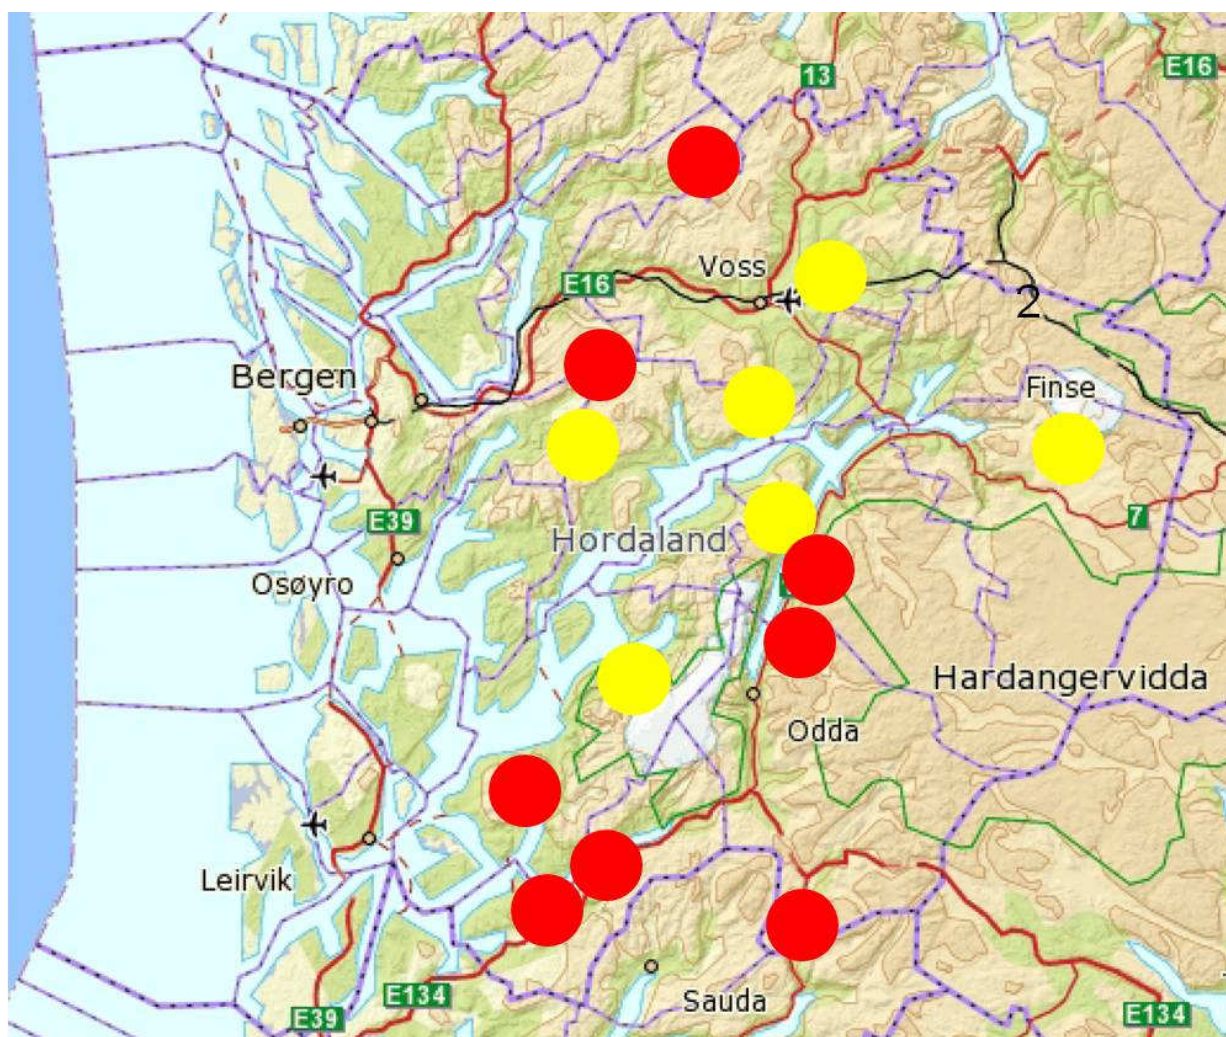 E16
13
Voss
E16
2
Bergen
Finse
7
E39
Hordaland
Osøyro
Hardangervidda
Odda
Leirvik
E134
Sauda
E39
E134